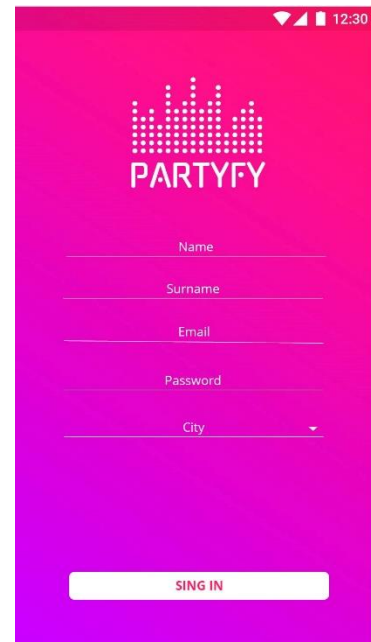 12:30
PARTYFY
Name
Surname
Email
Password
City
SING IN